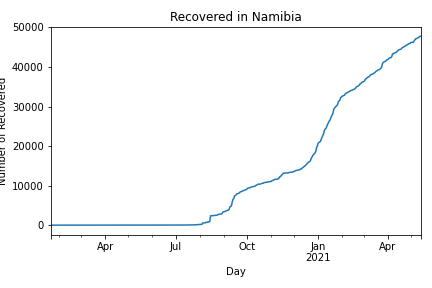 Recovered in Namibia
Number of Recovered
50000
40000
30000
20000
10000
0
Apr
Jul
Oct
Jan
2021
Apr
Day